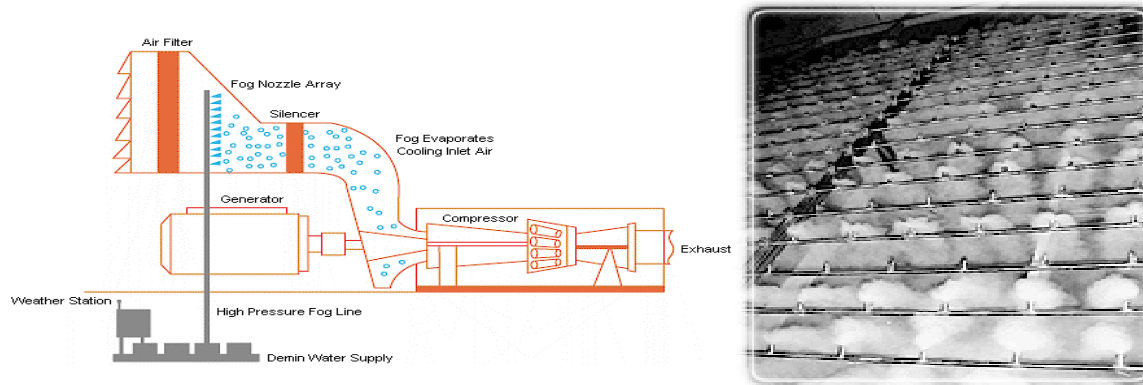 Air Filter
Fog Nozzle Array
Silencer
Fog Evaporates
Cooling Inlet Air
Generator
Compressor
Exhaust
Weather Station
High Pressure Fog Line
Demin Water Supply